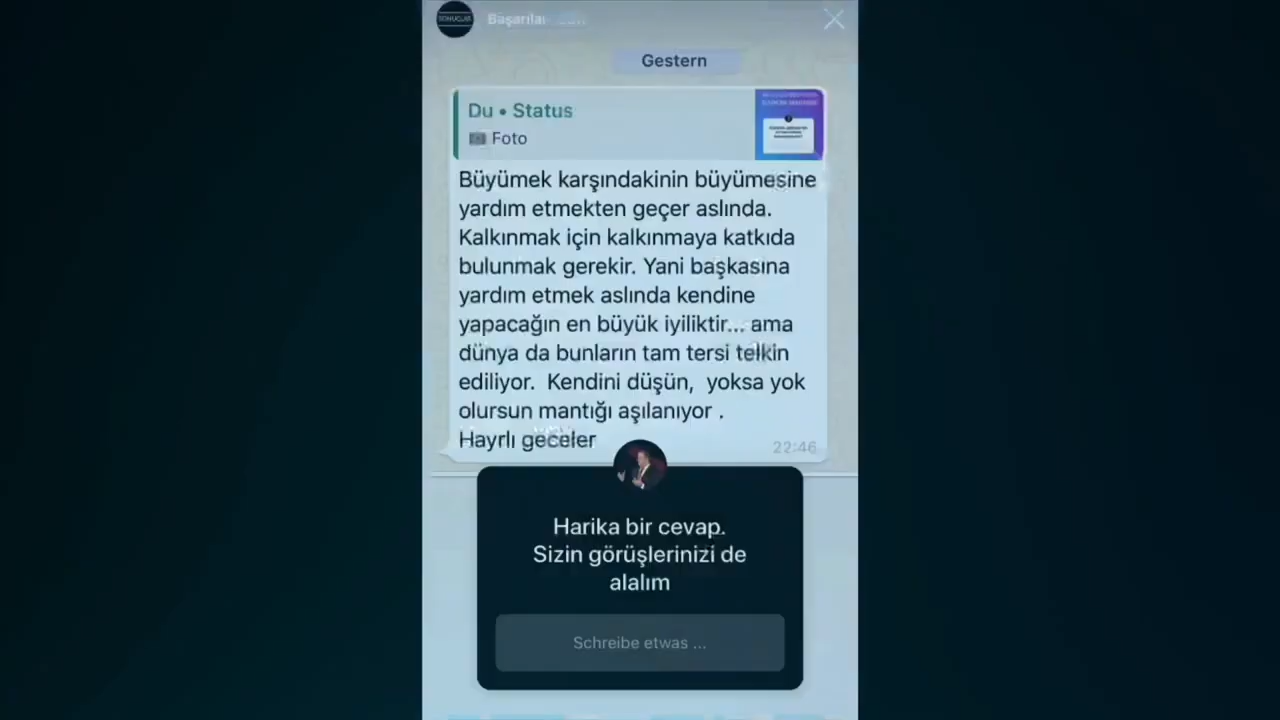 SONUÇLAR
Gestern
Du • Status
Foto
Büyümek karşındakinin büyümesine
yardım etmekten geçer aslında.
Kalkınmak için kalkınmaya katkıda
bulunmak gerekir. Yani başkasına
yardım etmek aslında kendine
yapacağın en büyük iyiliktir... ama
dünya da bunların tam tersi telkin
ediliyor. Kendini düşün, yoksa yok
olursun mantığı aşılanıyor .
Hayrlı geceler
22:46
Harika bir cevap.
Sizin görüşlerinizi de
alalım
Schreibe etwas ...